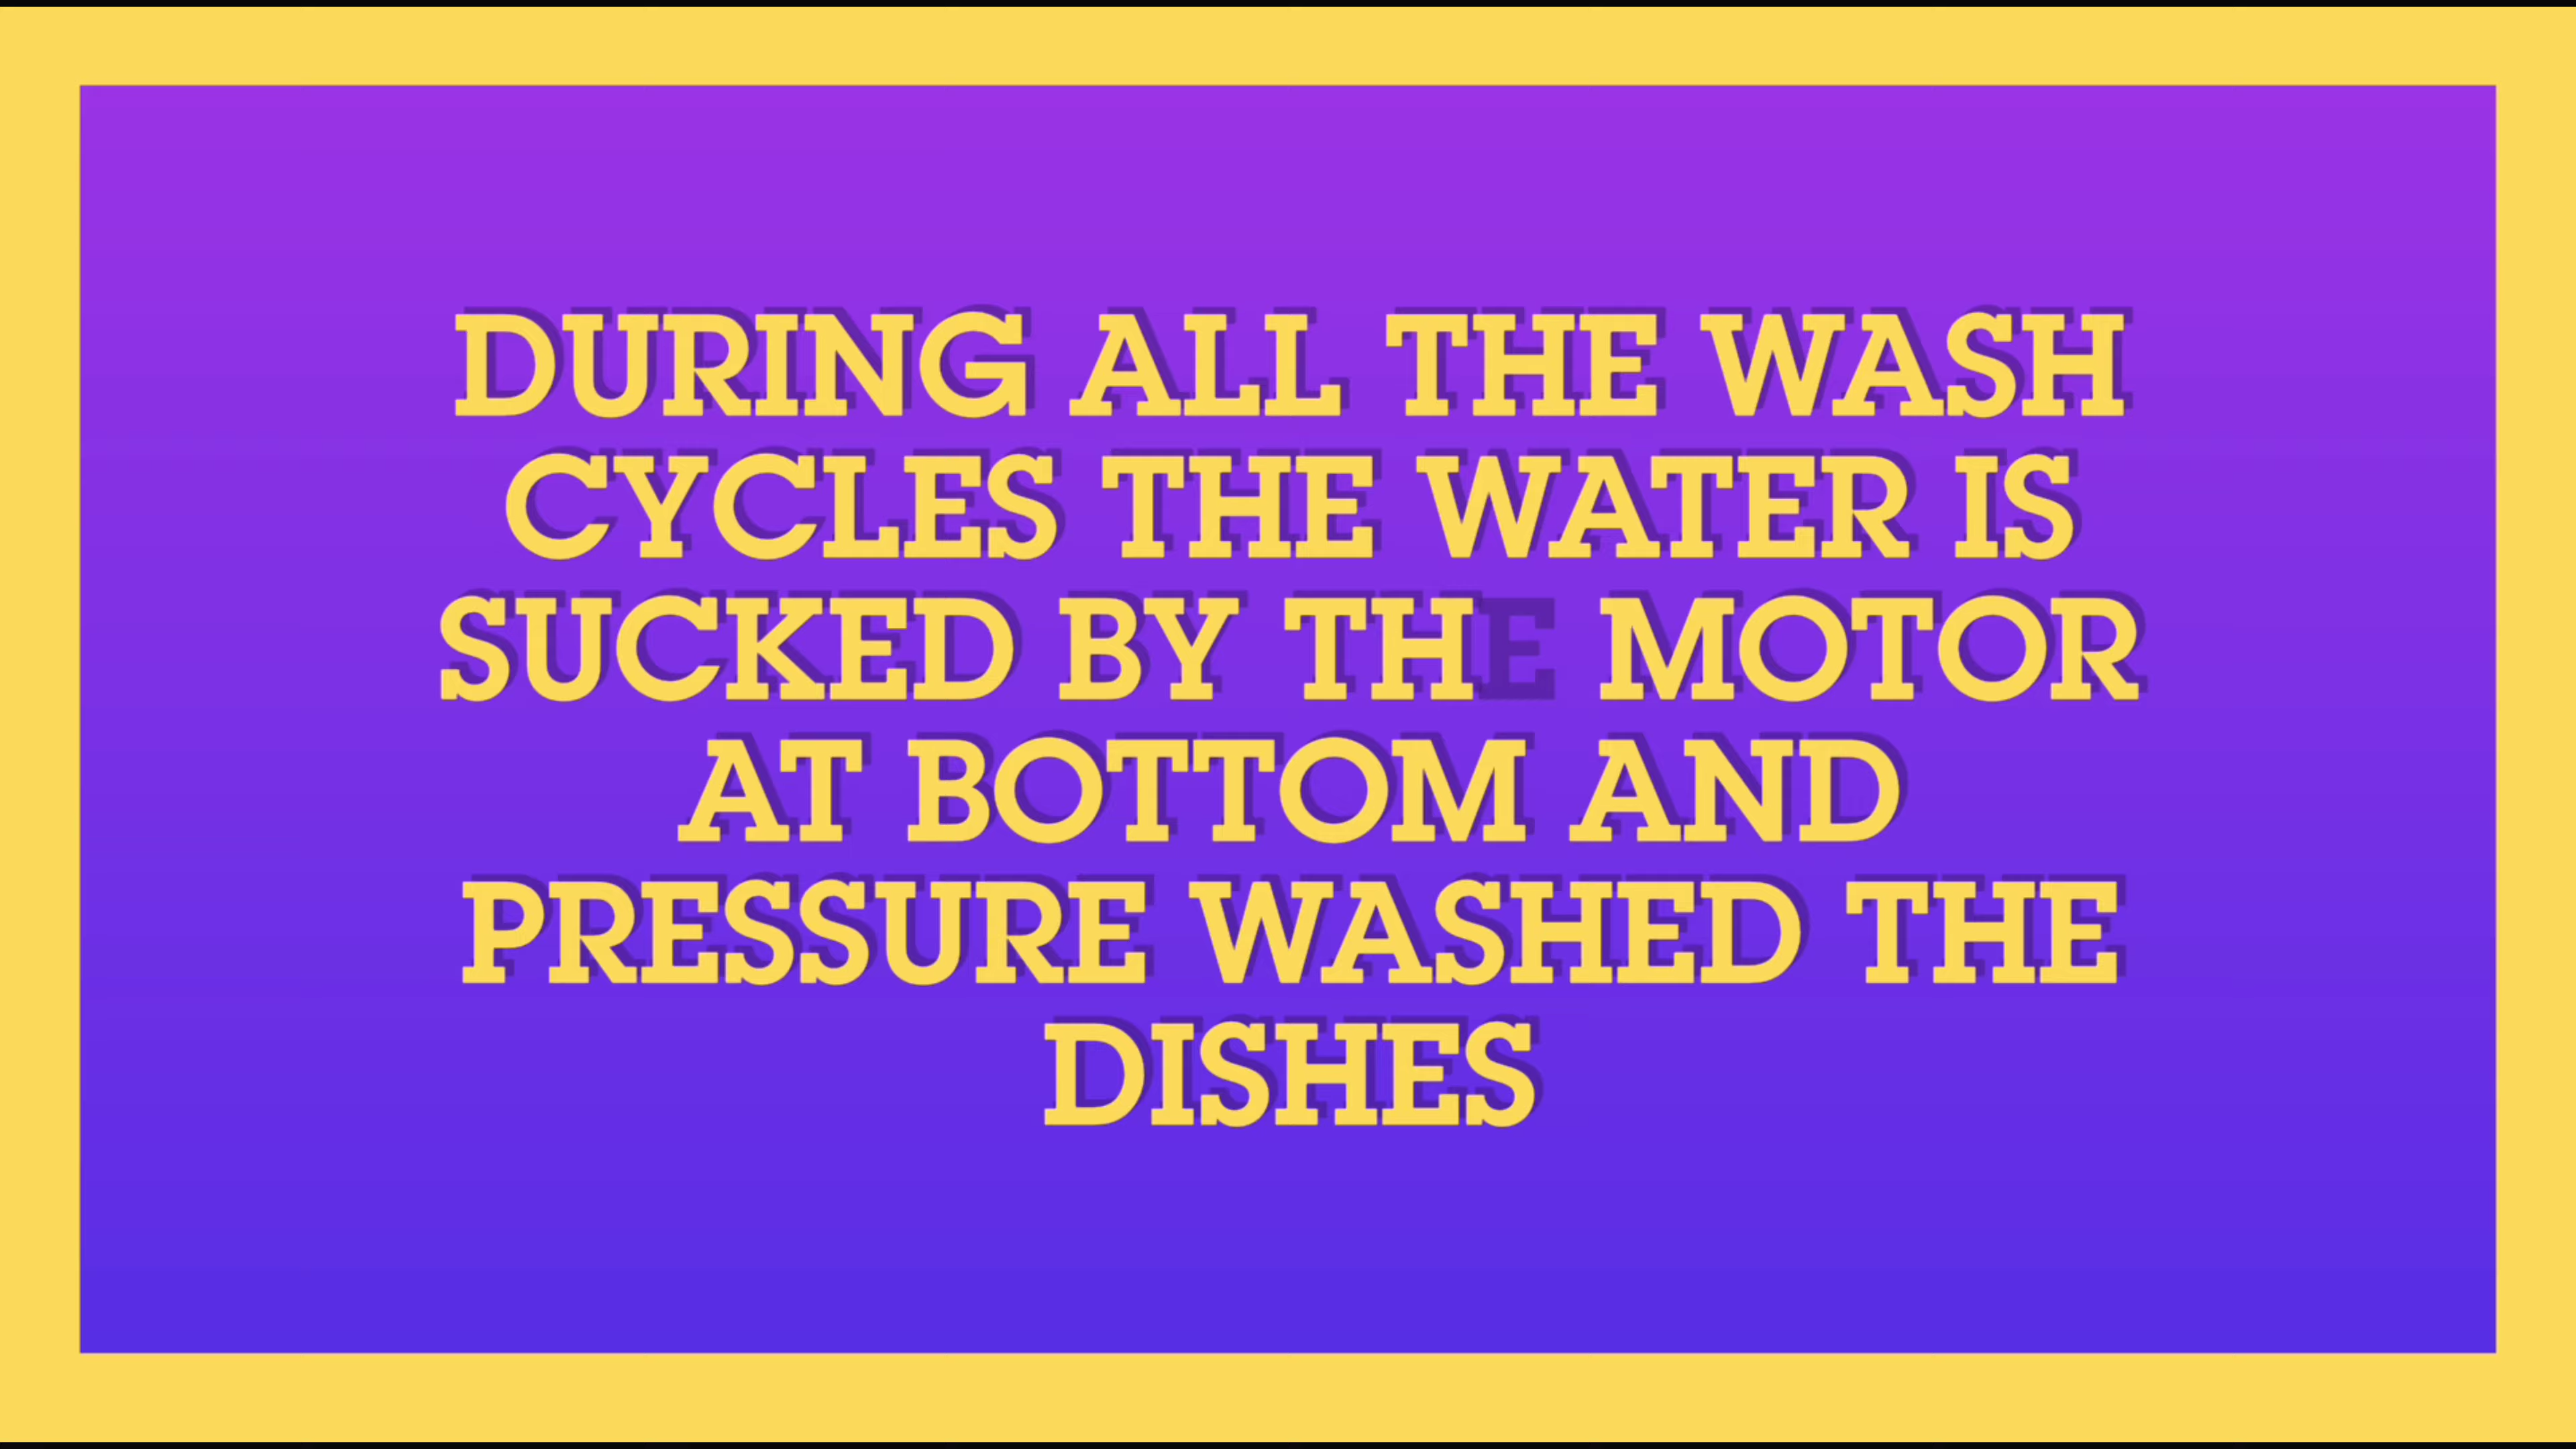 DURING ALL THE WASH
CYCLES THE WATER IS
SUCKED BY THE MOTOR
AT BOTTOM AND
PRESSURE WASHED THE
DISHES